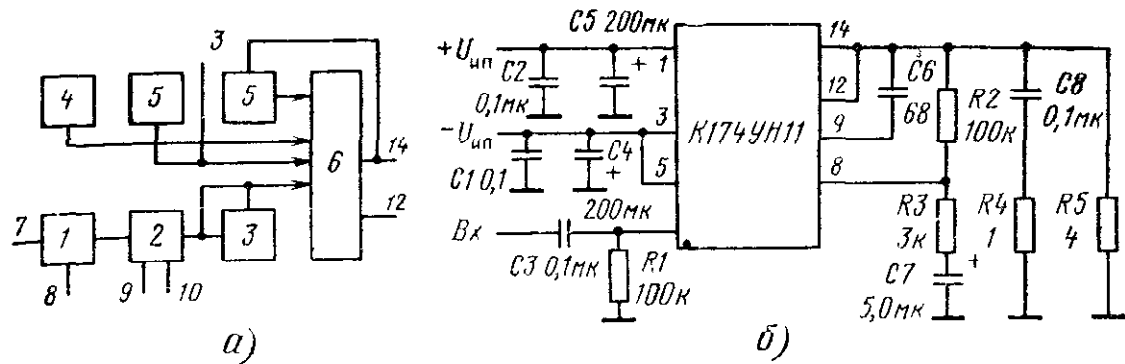 3
4
5
5
6
14
12
7
1
2
3
8
9
10
а)
+Uип
C5 200мк
1
C2
0,1мк
-Uип
3
C4
5
C1 0,1
200мк
Вх
C3 0,1мк
R1
100к
К174УН11
14
12
9
8
C6
68
R2
100к
C8
0,1мк
R3
3к
C7
5,0мк
R4
1
R5
4
б)